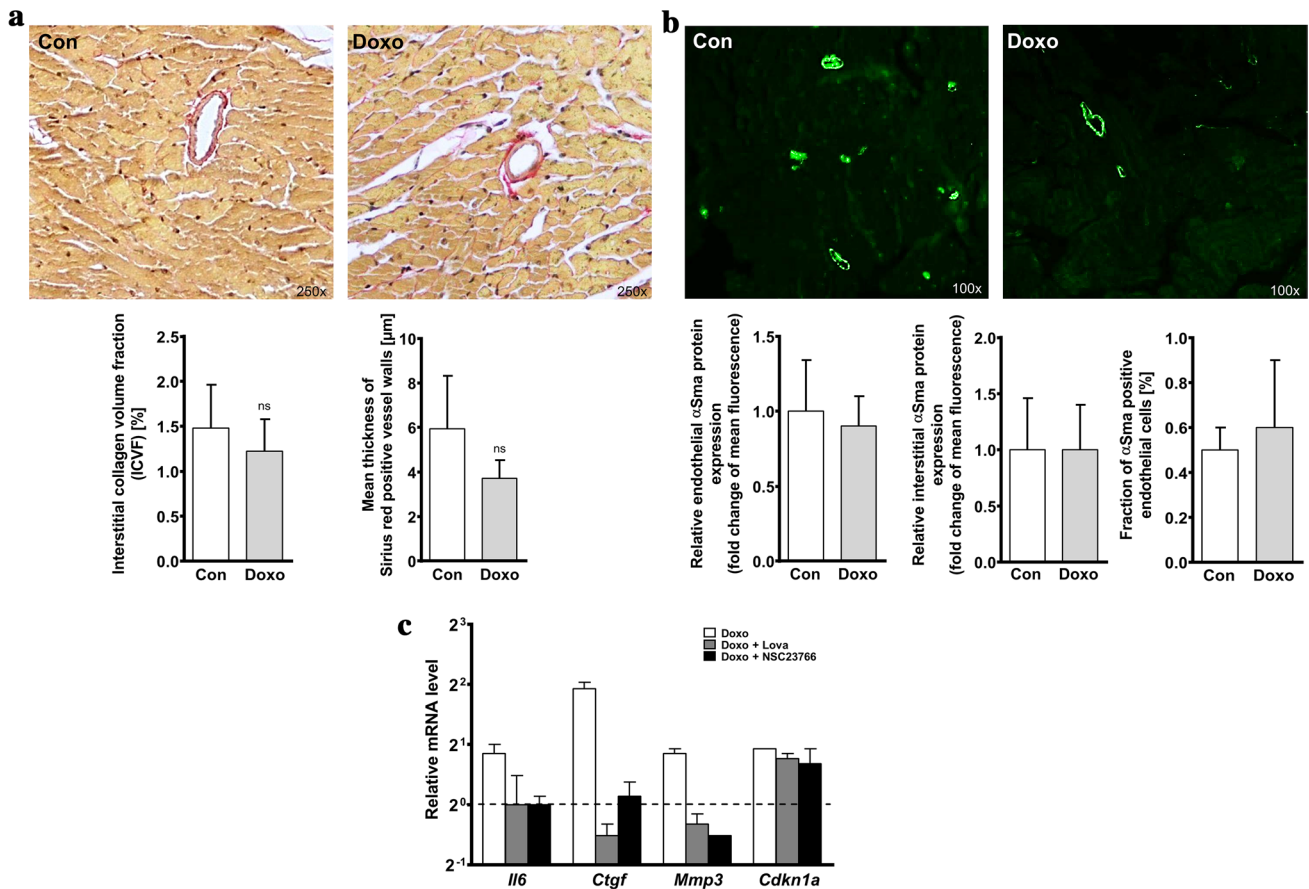 a
Con
250x
Doxo
250x
b
Con
100x
Doxo
100x
Interstitial collagen volume fraction
(ICVF) [%]
2.5
2.0
1.5
1.0
0.5
0.0
ns
Con Doxo
Mean thickness of
Sirius red positive vessel walls [µm]
10
8
6
4
2
0
ns
Con Doxo
Relative endothelial αSma protein
expression
(fold change of mean fluorescence)
1.5
1.0
0.5
0.0
Con Doxo
Relative interstitial αSma protein
expression
(fold change of mean fluorescence)
2.0
1.5
1.0
0.5
0.0
Con Doxo
Fraction of αSma positive
endothelial cells [%]
1.0
0.8
0.6
0.4
0.2
0.0
Con Doxo
c
Relative mRNA level
2³
2²
2¹
2⁰
2⁻¹
Doxo
Doxo + Lova
Doxo + NSC23766
Il6 Ctgf Mmp3 Cdkn1a